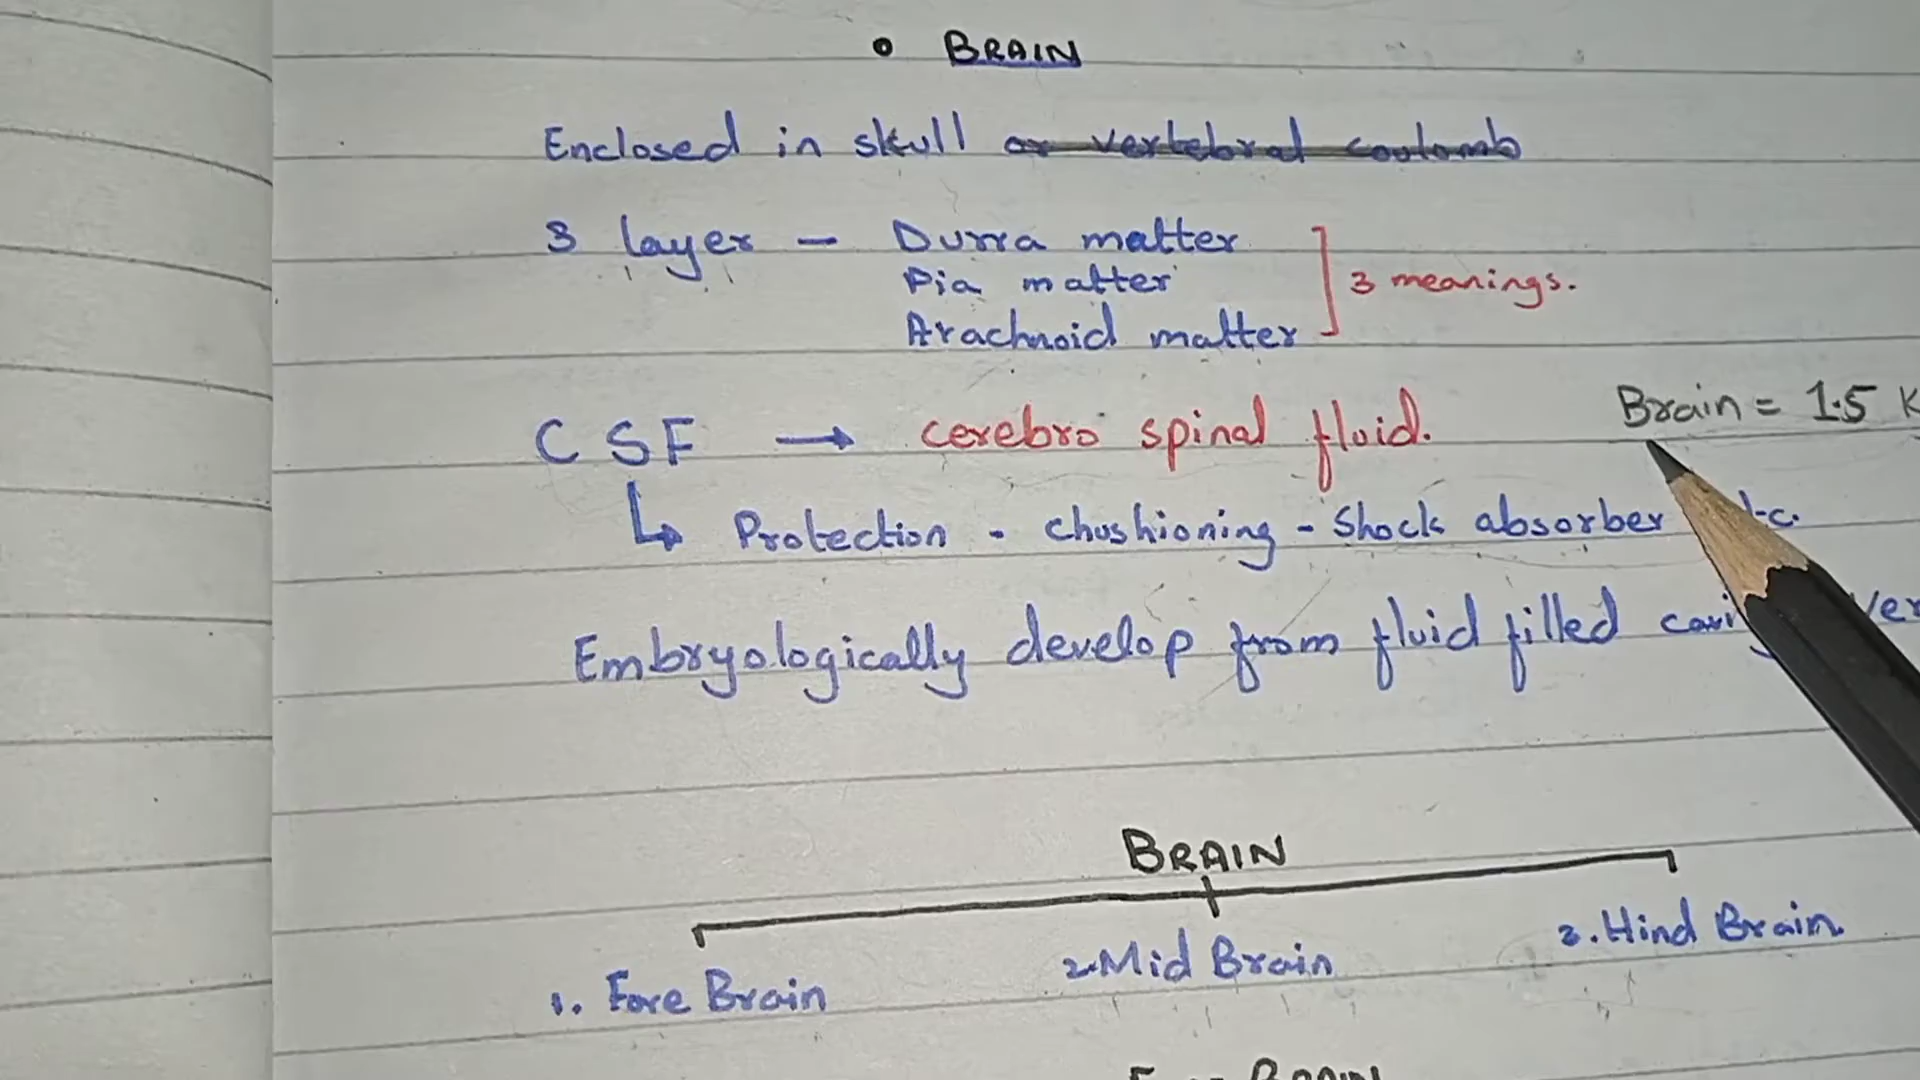 • BRAIN
Enclosed in skull or vertebral coulomb
3 layer - Durra matter
Pia matter
Arachnoid matter
3 meanings.
CSF → cerebro spinal fluid.
Brain = 1.5 K
↳ Protection - Chushioning - Shock absorber
Embryologically develop from fluid filled
BRAIN
1. Fore Brain
2. Mid Brain
3. Hind Brain.